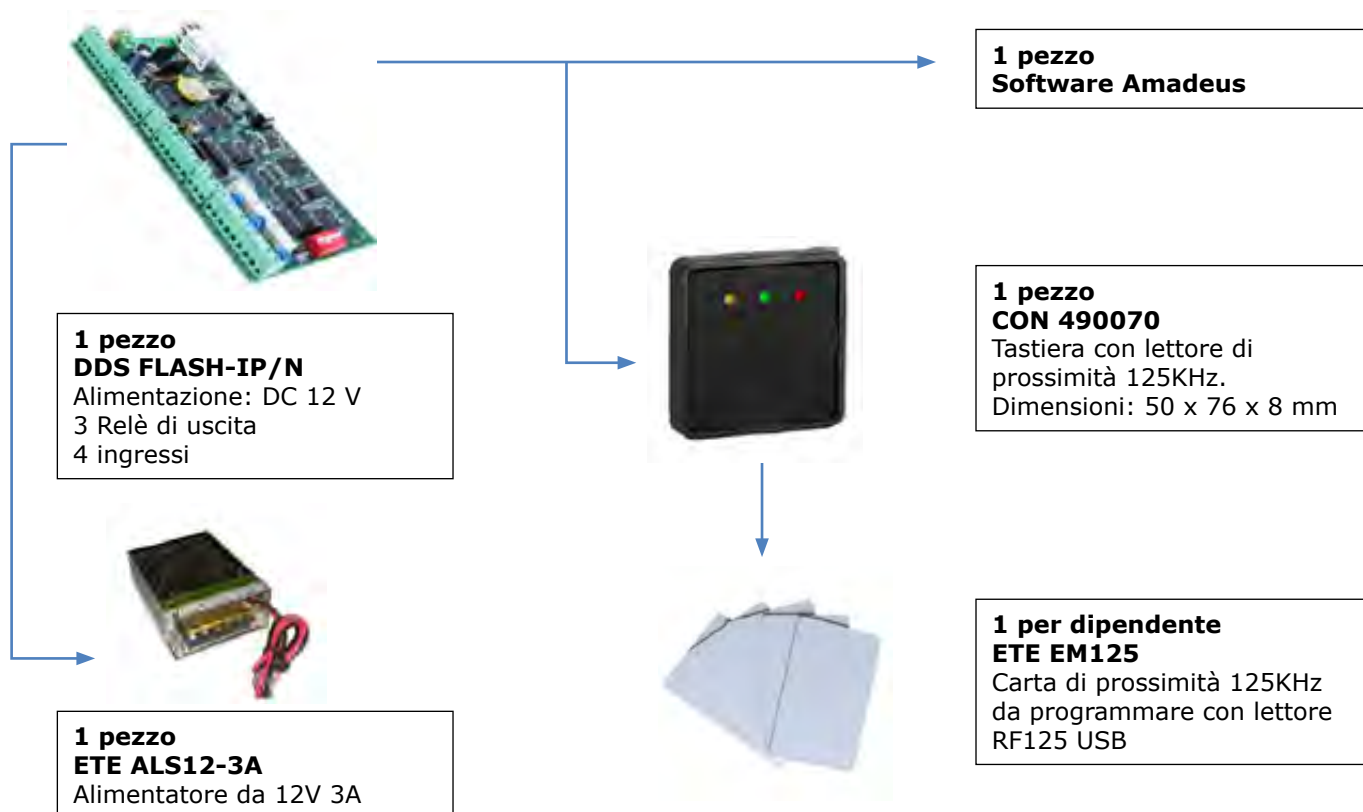 1 pezzo
Software Amadeus
1 pezzo
DDS FLASH-IP/N
Alimentazione: DC 12 V
3 Relè di uscita
4 ingressi
1 pezzo
CON 490070
Tastiera con lettore di
prossimità 125KHz.
Dimensioni: 50 x 76 x 8 mm
1 pezzo
ETE ALS12-3A
Alimentatore da 12V 3A
1 per dipendente
ETE EM125
Carta di prossimità 125KHz
da programmare con lettore
RF125 USB